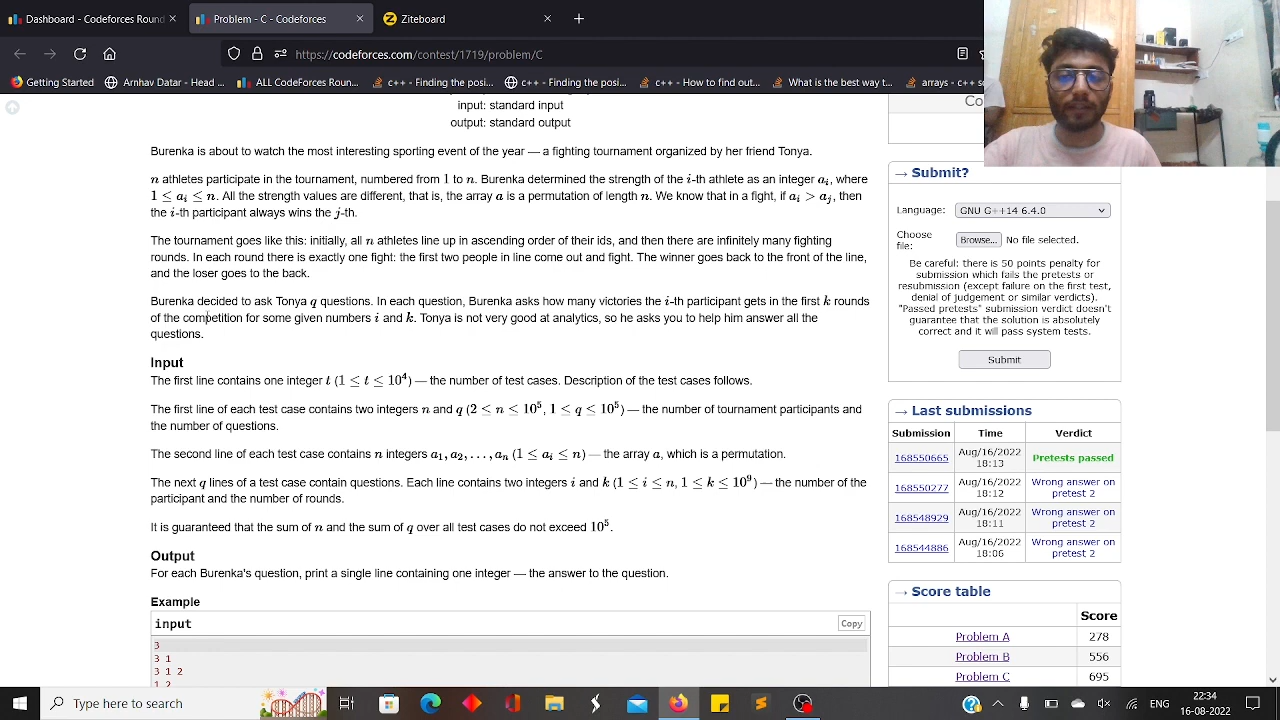 Dashboard - Codeforces Roun
Problem - C - Codeforces
Ziteboard
https://codeforces.com/contest/1719/problem/C
Getting Started
Arnhav Datar - Head ...
ALL CodeForces Roun...
c++ - Finding the posi...
c++ - Finding the posi...
c++ - How to find out...
What is the best way t...
arrays - c++
input: standard input
output: standard output
Burenka is about to watch the most interesting sporting event of the year — a fighting tournament organized by her friend Tonya.
n athletes participate in the tournament, numbered from 1 to n. Burenka determined the strength of the i-th athlete as an integer aᵢ, where
1 ≤ aᵢ ≤ n. All the strength values are different, that is, the array a is a permutation of length n. We know that in a fight, if aᵢ > aⱼ, then
the i-th participant always wins the j-th.
The tournament goes like this: initially, all n athletes line up in ascending order of their ids, and then there are infinitely many fighting
rounds. In each round there is exactly one fight: the first two people in line come out and fight. The winner goes back to the front of the line,
and the loser goes to the back.
Burenka decided to ask Tonya q questions. In each question, Burenka asks how many victories the i-th participant gets in the first k rounds
of the competition for some given numbers i and k. Tonya is not very good at analytics, so he asks you to help him answer all the
questions.
Input
The first line contains one integer t (1 ≤ t ≤ 10⁴) — the number of test cases. Description of the test cases follows.
The first line of each test case contains two integers n and q (2 ≤ n ≤ 10⁵, 1 ≤ q ≤ 10⁵) — the number of tournament participants and
the number of questions.
The second line of each test case contains n integers a₁, a₂, …, aₙ (1 ≤ aᵢ ≤ n) — the array a, which is a permutation.
The next q lines of a test case contain questions. Each line contains two integers i and k (1 ≤ i ≤ n, 1 ≤ k ≤ 10⁹) — the number of the
participant and the number of rounds.
It is guaranteed that the sum of n and the sum of q over all test cases do not exceed 10⁵.
Output
For each Burenka's question, print a single line containing one integer — the answer to the question.
Example
input
Copy
3
3 1
3 1 2
1 2
Co
→ Submit?
Language:
GNU G++14 6.4.0
Choose
file:
Browse...
No file selected.
Be careful: there is 50 points penalty for
submission which fails the pretests or
resubmission (except failure on the first test,
denial of judgement or similar verdicts).
"Passed pretests" submission verdict doesn't
guarantee that the solution is absolutely
correct and it will pass system tests.
Submit
→ Last submissions
Submission Time Verdict
168550665 Aug/16/2022 18:13 Pretests passed
168550277 Aug/16/2022 18:12 Wrong answer on pretest 2
168548929 Aug/16/2022 18:11 Wrong answer on pretest 2
168544886 Aug/16/2022 18:06 Wrong answer on pretest 2
→ Score table
Score
Problem A 278
Problem B 556
Problem C 695
Type here to search
ENG
22:34
16-08-2022